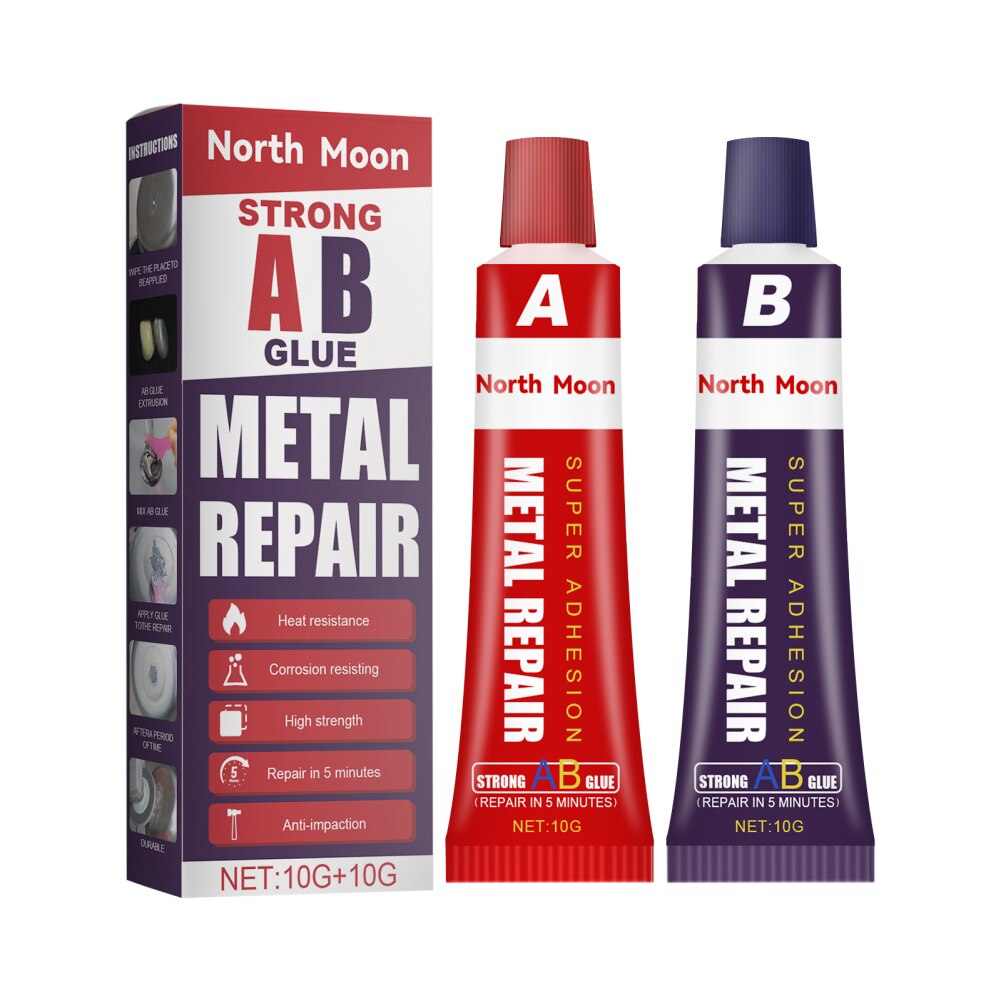 INSTRUCTIONS
WIPE THE PLACETO
BEAPPLIED
AB GLUE
EXTRUSION
MIX AB GLUE
APPLY GLUE
TOTHE REPAIR
AFTERA PERIOD
OFTIME
DURABLE
North Moon
STRONG
AB
GLUE
METAL
REPAIR
Heat resistance
Corrosion resisting
High strength
5
Minutes
Repair in 5 minutes
Anti-impaction
NET:10G+10G
A
North Moon
SUPER ADHESION
METAL REPAIR
STRONG AB GLUE
(REPAIR IN 5 MINUTES)
NET:10G
B
North Moon
SUPER ADHESION
METAL REPAIR
STRONG AB GLUE
(REPAIR IN 5 MINUTES)
NET:10G